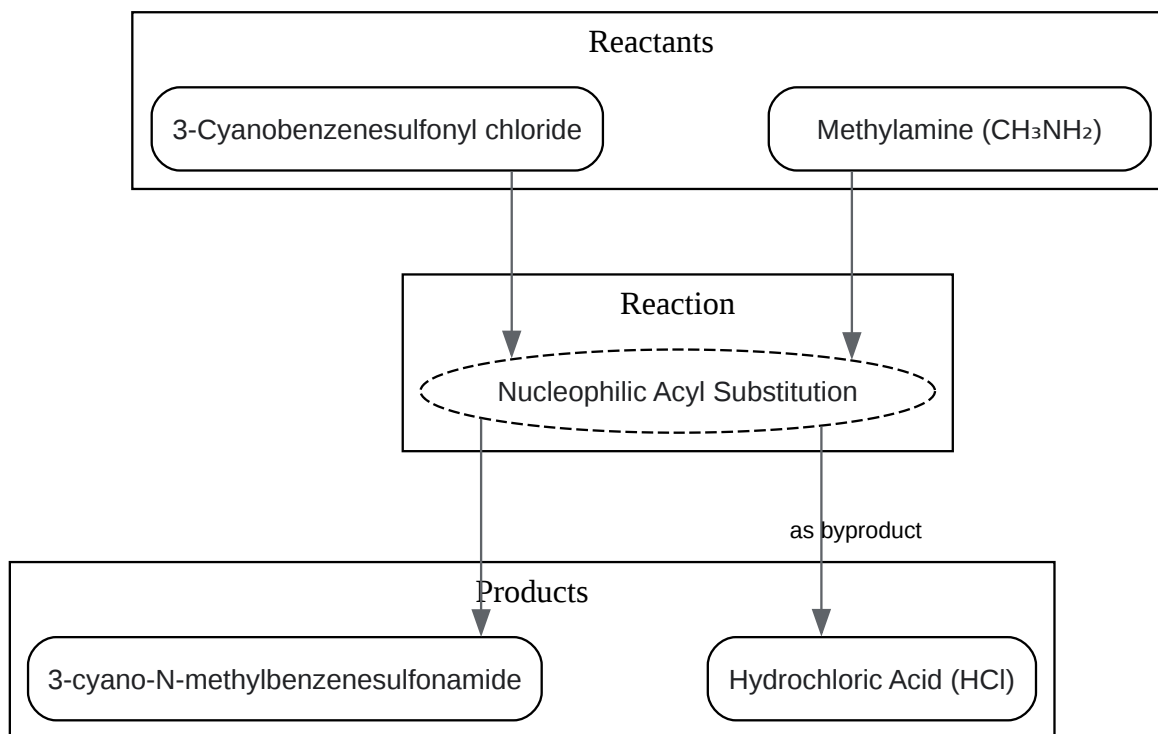 Reactants
3-Cyanobenzenesulfonyl chloride
Methylamine (CH₃NH₂)
Reaction
Nucleophilic Acyl Substitution
as byproduct
Products
3-cyano-N-methylbenzenesulfonamide
Hydrochloric Acid (HCl)